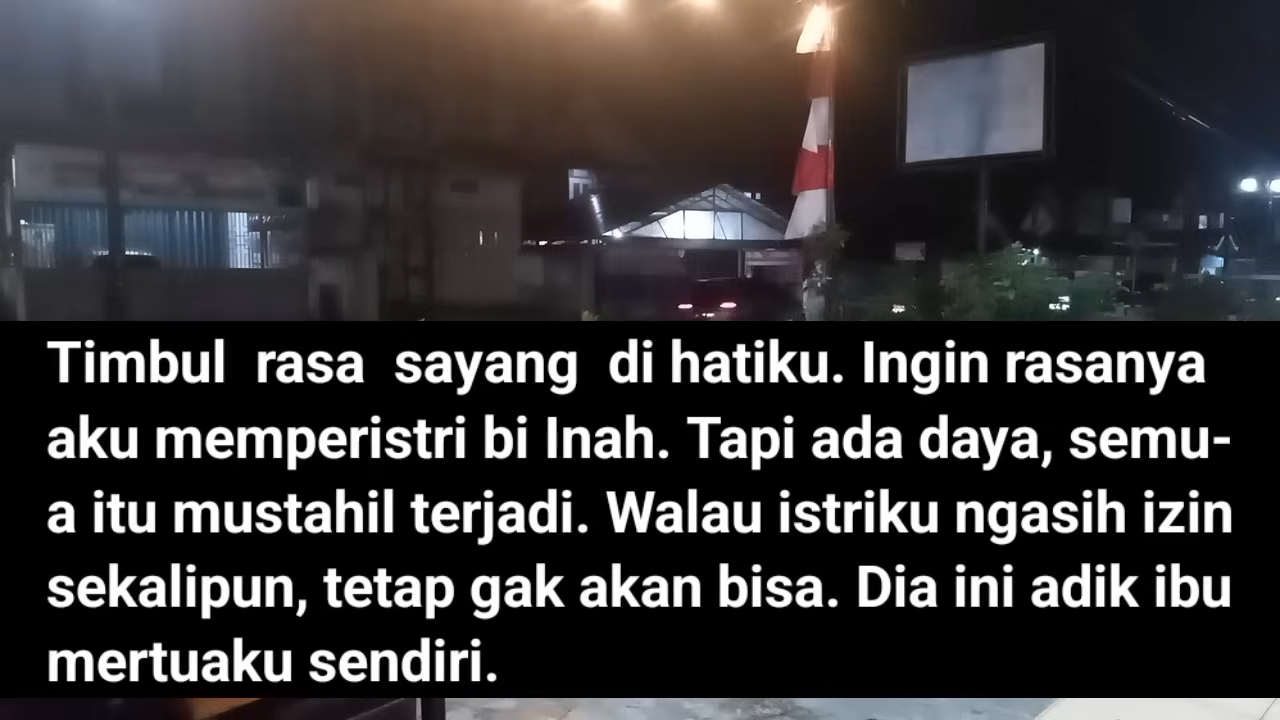 Timbul rasa sayang di hatiku. Ingin rasanya
aku memperistri bi Inah. Tapi ada daya, semu-
a itu mustahil terjadi. Walau istriku ngasih izin
sekalipun, tetap gak akan bisa. Dia ini adik ibu
mertuaku sendiri.